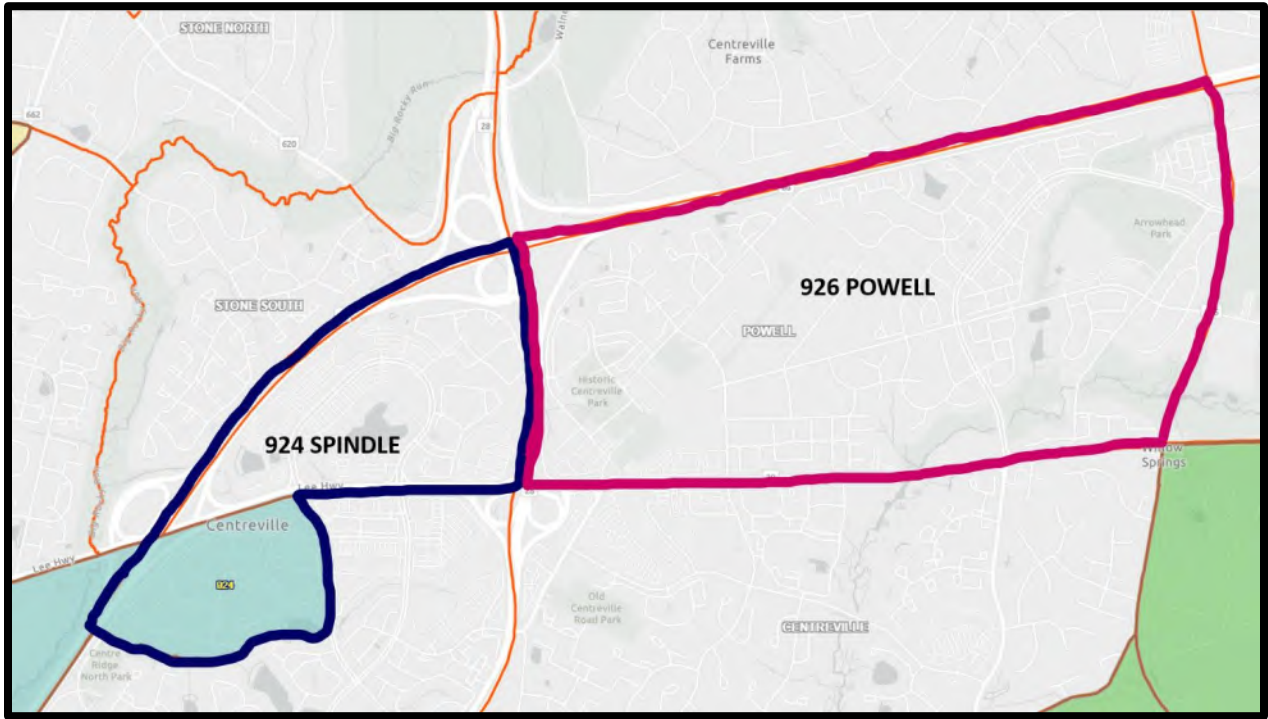 STONE NORTH
Centreville
Farms
662
28
620
Big Rocky Run
Arrowhead
Park
926 POWELL
STONE SOUTH
POWELL
Historic
Centreville
Park
924 SPINDLE
Willow
Springs
Lee Hwy
29
Centreville
Lee Hwy
924
Old
Centreville
Road Park
CENTREVILLE
Centre
Ridge
North Park